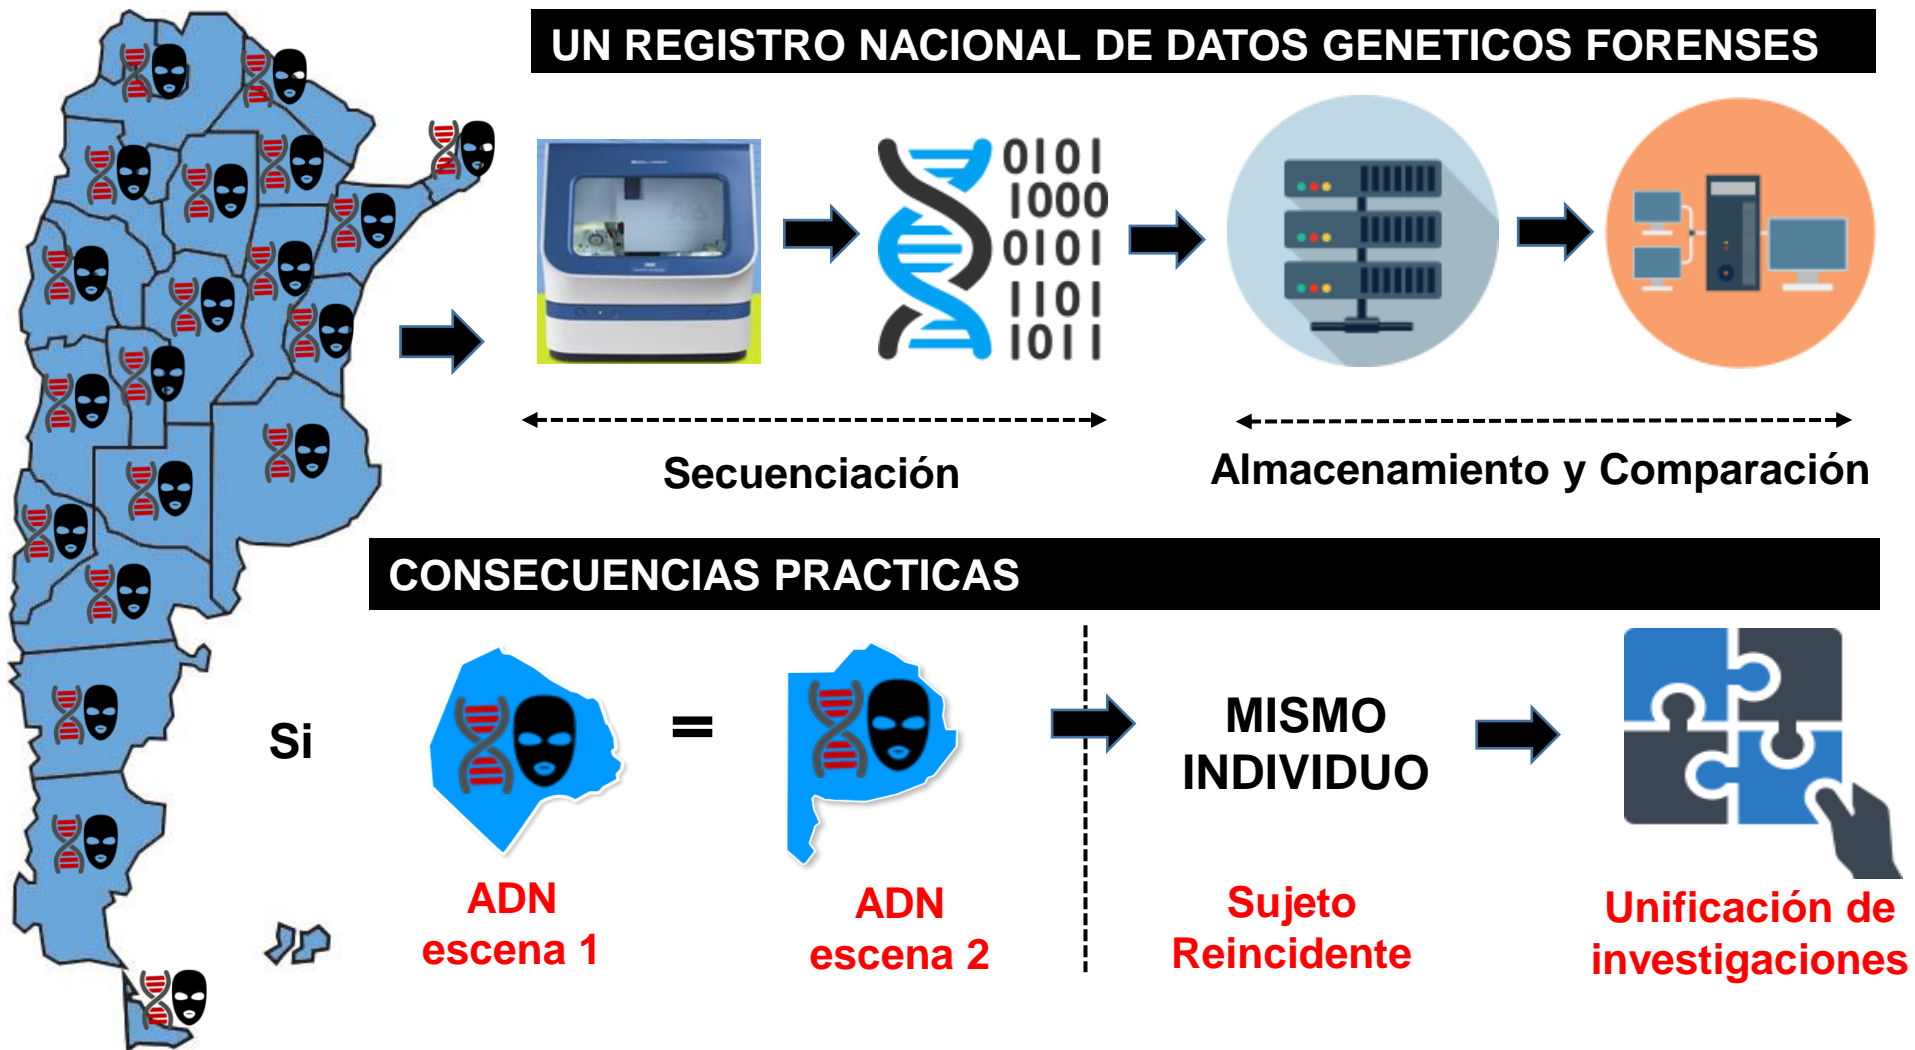 UN REGISTRO NACIONAL DE DATOS GENETICOS FORENSES
0101
1000
0101
1101
1011
Secuenciación
Almacenamiento y Comparación
CONSECUENCIAS PRACTICAS
Si
=
MISMO
INDIVIDUO
ADN
escena 1
ADN
escena 2
Sujeto
Reincidente
Unificación de
investigaciones